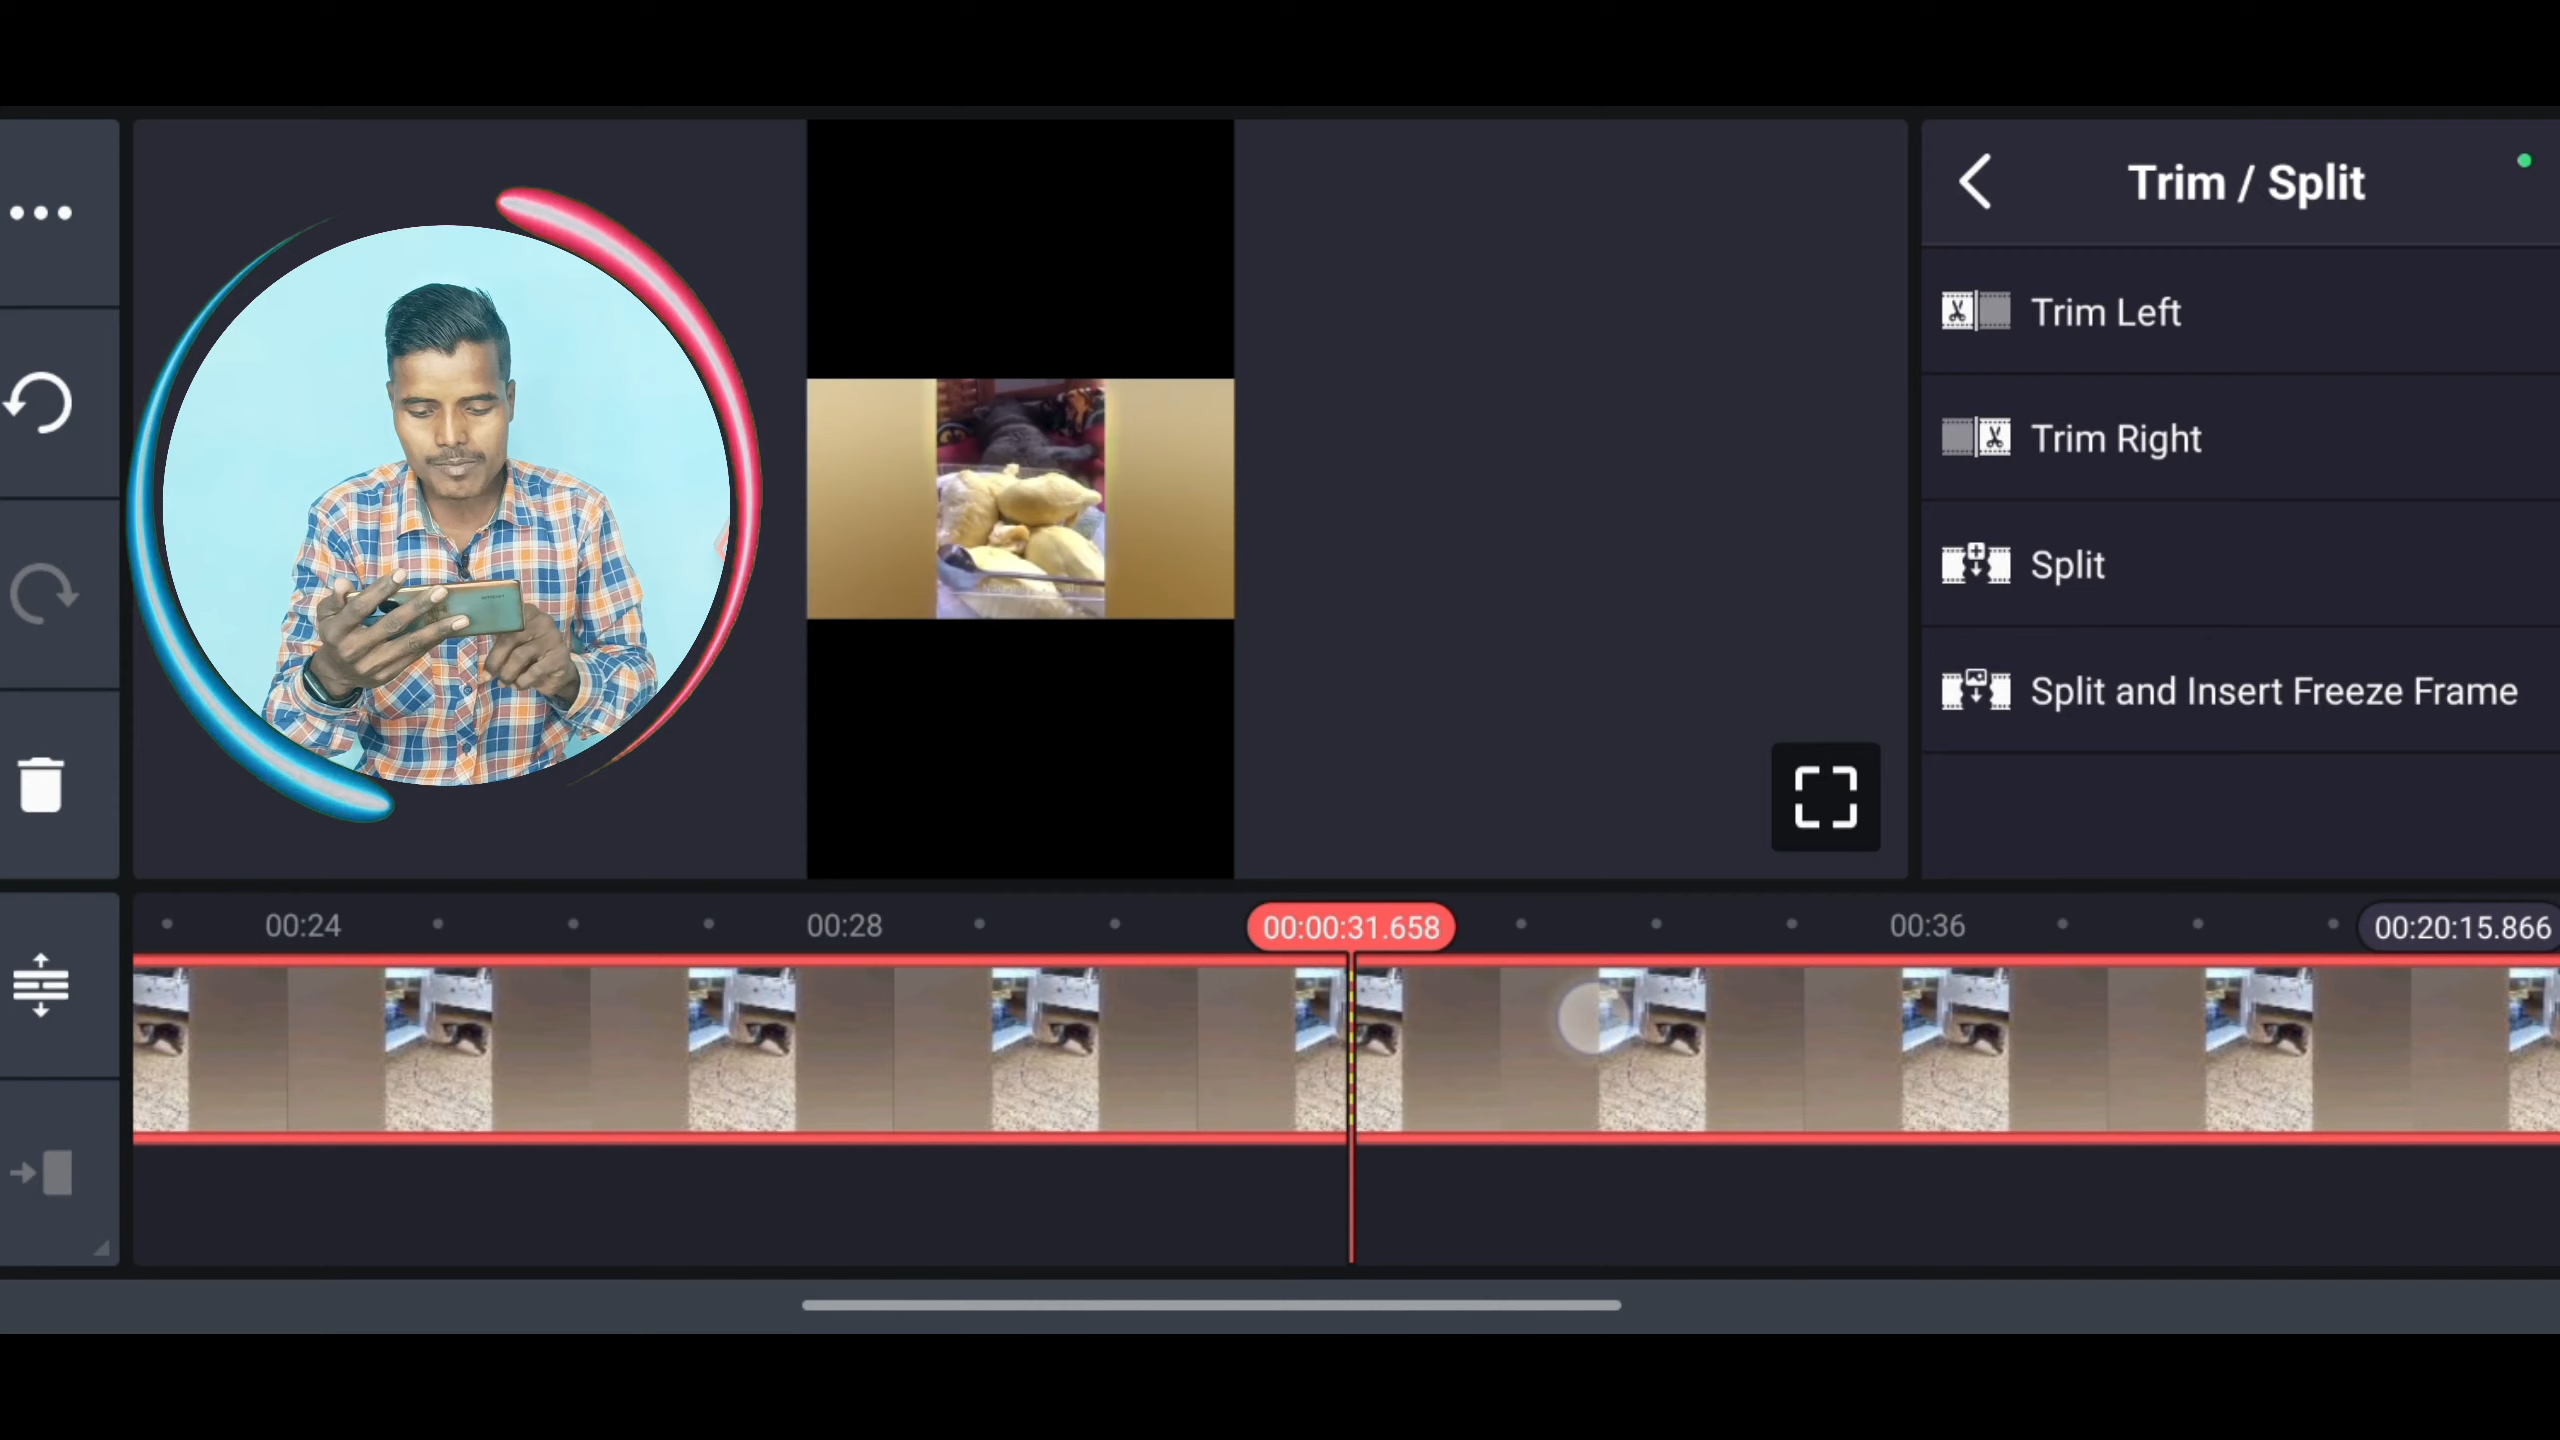 Trim / Split
Trim Left
Trim Right
Split
Split and Insert Freeze Frame
00:24
00:28
00:00:31.658
00:36
00:20:15.866